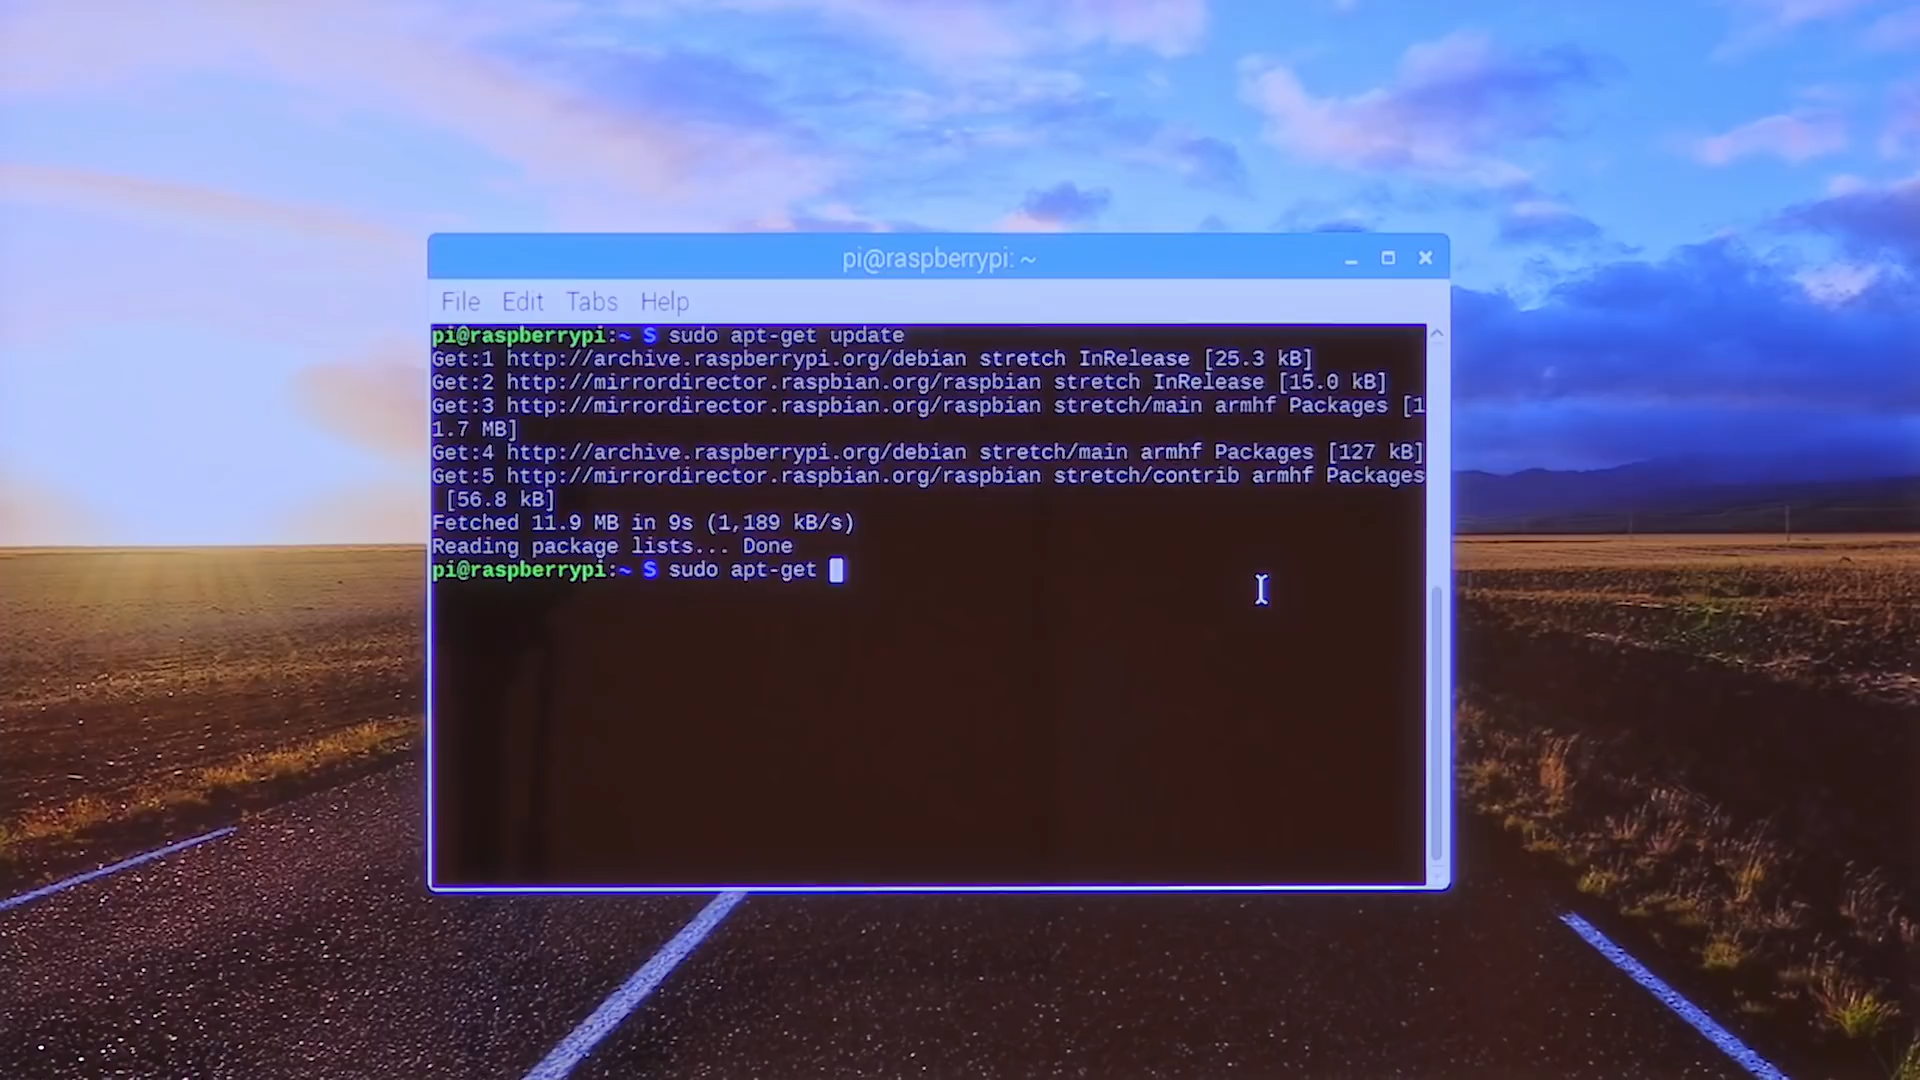 pi@raspberrypi: ~
File Edit Tabs Help
pi@raspberrypi:~ $ sudo apt-get update
Get:1 http://archive.raspberrypi.org/debian stretch InRelease [25.3 kB]
Get:2 http://mirrordirector.raspbian.org/raspbian stretch InRelease [15.0 kB]
Get:3 http://mirrordirector.raspbian.org/raspbian stretch/main armhf Packages [1
1.7 MB]
Get:4 http://archive.raspberrypi.org/debian stretch/main armhf Packages [127 kB]
Get:5 http://mirrordirector.raspbian.org/raspbian stretch/contrib armhf Packages
[56.8 kB]
Fetched 11.9 MB in 9s (1,189 kB/s)
Reading package lists... Done
pi@raspberrypi:~ $ sudo apt-get